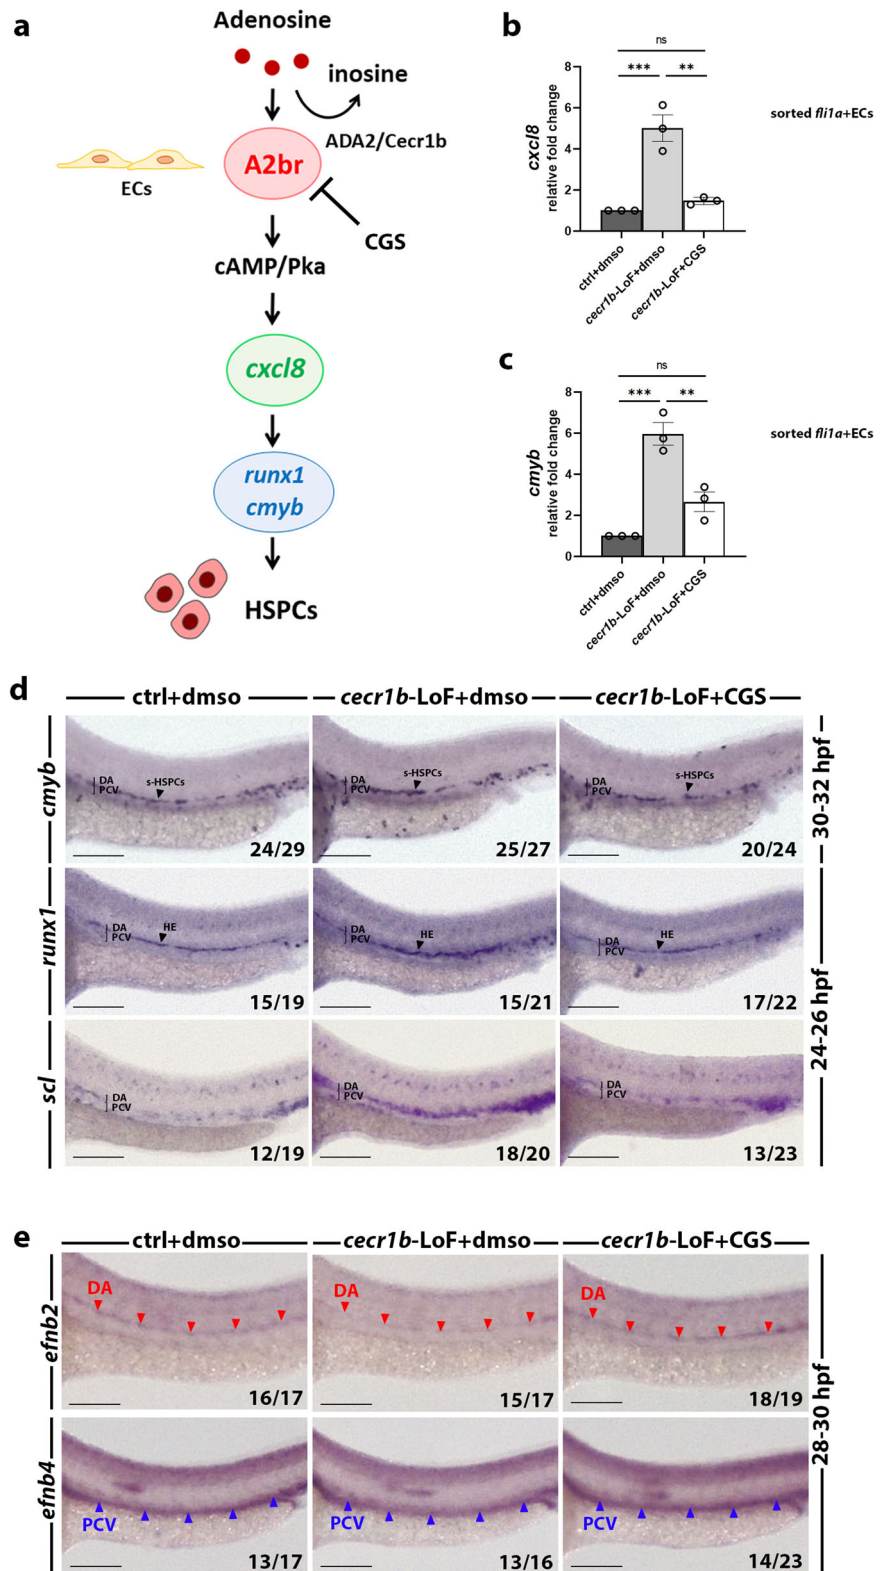 a
Adenosine
inosine
ADA2/Cecr1b
A2br
ECs
CGS
cAMP/Pka
cxcl8
runx1
cmyb
HSPCs
b
ns
*** **
8
6
4
2
0
cxcl8
relative fold change
sorted fli1a+ECs
ctrl+dmso
cecr1b-LoF+dmso
cecr1b-LoF+CGS
c
ns
*** **
8
6
4
2
0
cmyb
relative fold change
sorted fli1a+ECs
ctrl+dmso
cecr1b-LoF+dmso
cecr1b-LoF+CGS
d
ctrl+dmso cecr1b-LoF+dmso cecr1b-LoF+CGS
cmyb
DA
PCV
s-HSPCs
24/29
DA
PCV
s-HSPCs
25/27
DA
PCV
s-HSPCs
20/24
30-32 hpf
runx1
DA
PCV
HE
15/19
DA
PCV
HE
15/21
DA
PCV
HE
17/22
24-26 hpf
scl
DA
PCV
12/19
DA
PCV
18/20
DA
PCV
13/23
e
ctrl+dmso cecr1b-LoF+dmso cecr1b-LoF+CGS
efnb2
DA
16/17
DA
15/17
DA
18/19
28-30 hpf
efnb4
PCV
13/17
PCV
13/16
PCV
14/23